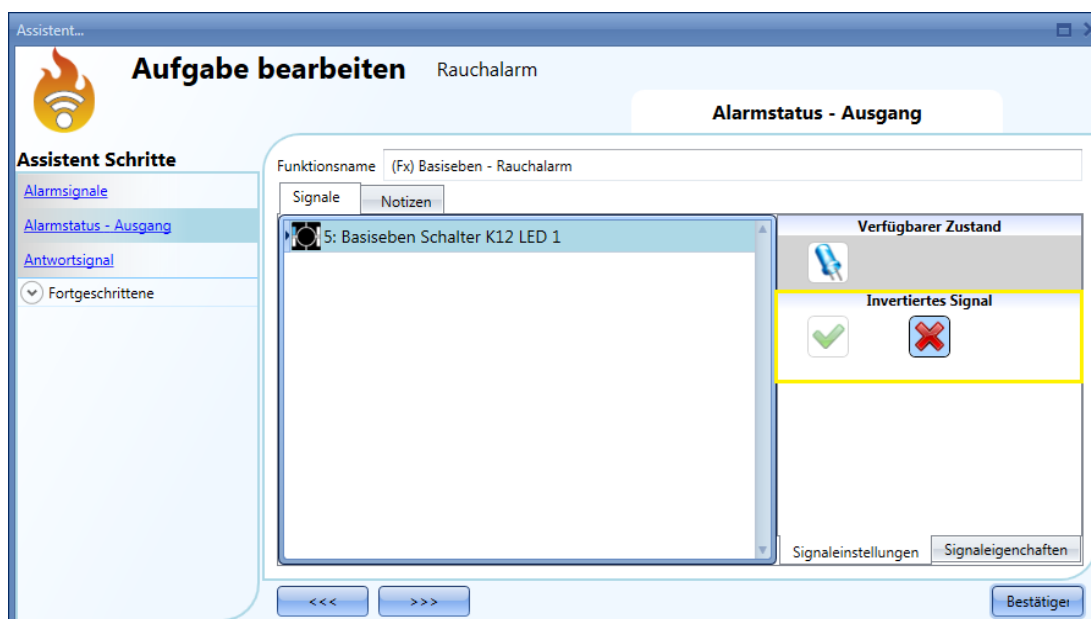 Assistent...
Aufgabe bearbeiten Rauchalarm
Alarmstatus - Ausgang
Assistent Schritte
Alarmsignale
Alarmstatus - Ausgang
Antwortsignal
Fortgeschrittene
Funktionsname (Fx) Basiseben - Rauchalarm
Signale Notizen
5: Basiseben Schalter K12 LED 1
Verfügbarer Zustand
Invertiertes Signal
Signaleinstellungen Signaleigenchaften
<<< >>> Bestätiger